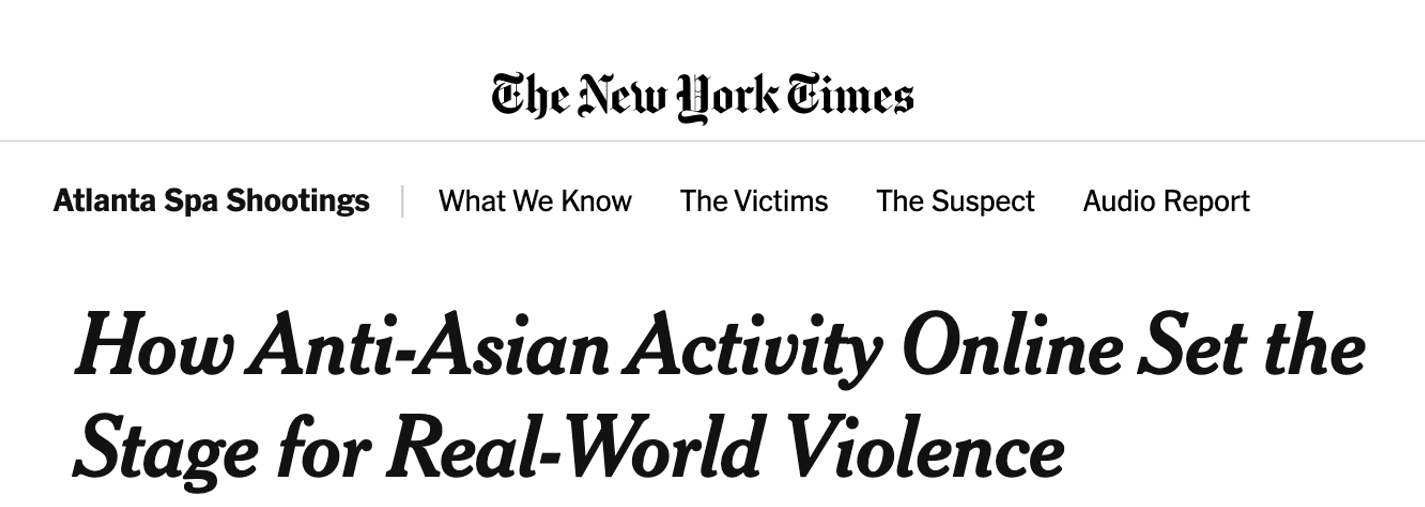 The New York Times
Atlanta Spa Shootings | What We Know The Victims The Suspect Audio Report
How Anti-Asian Activity Online Set the
Stage for Real-World Violence